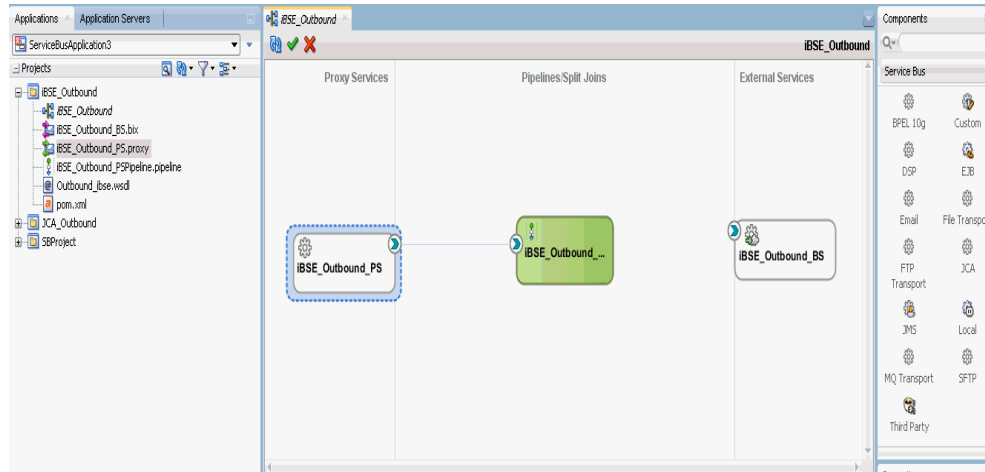 Applications
Application Servers
ServiceBusApplication3
Projects
iBSE_Outbound
iBSE_Outbound
iBSE_Outbound_BS.bix
iBSE_Outbound_PS.proxy
iBSE_Outbound_PSPipeline.pipeline
Outbound_ibse.wsdl
pom.xml
JCA_Outbound
SBProject
iBSE_Outbound
iBSE_Outbound
Proxy Services
Pipelines/Split Joins
External Services
iBSE_Outbound_PS
iBSE_Outbound_...
iBSE_Outbound_BS
Components
Service Bus
BPEL 10g
Custom
DSP
EJB
Email
File Transpo
FTP
Transport
JCA
JMS
Local
MQ Transport
SFTP
Third Party